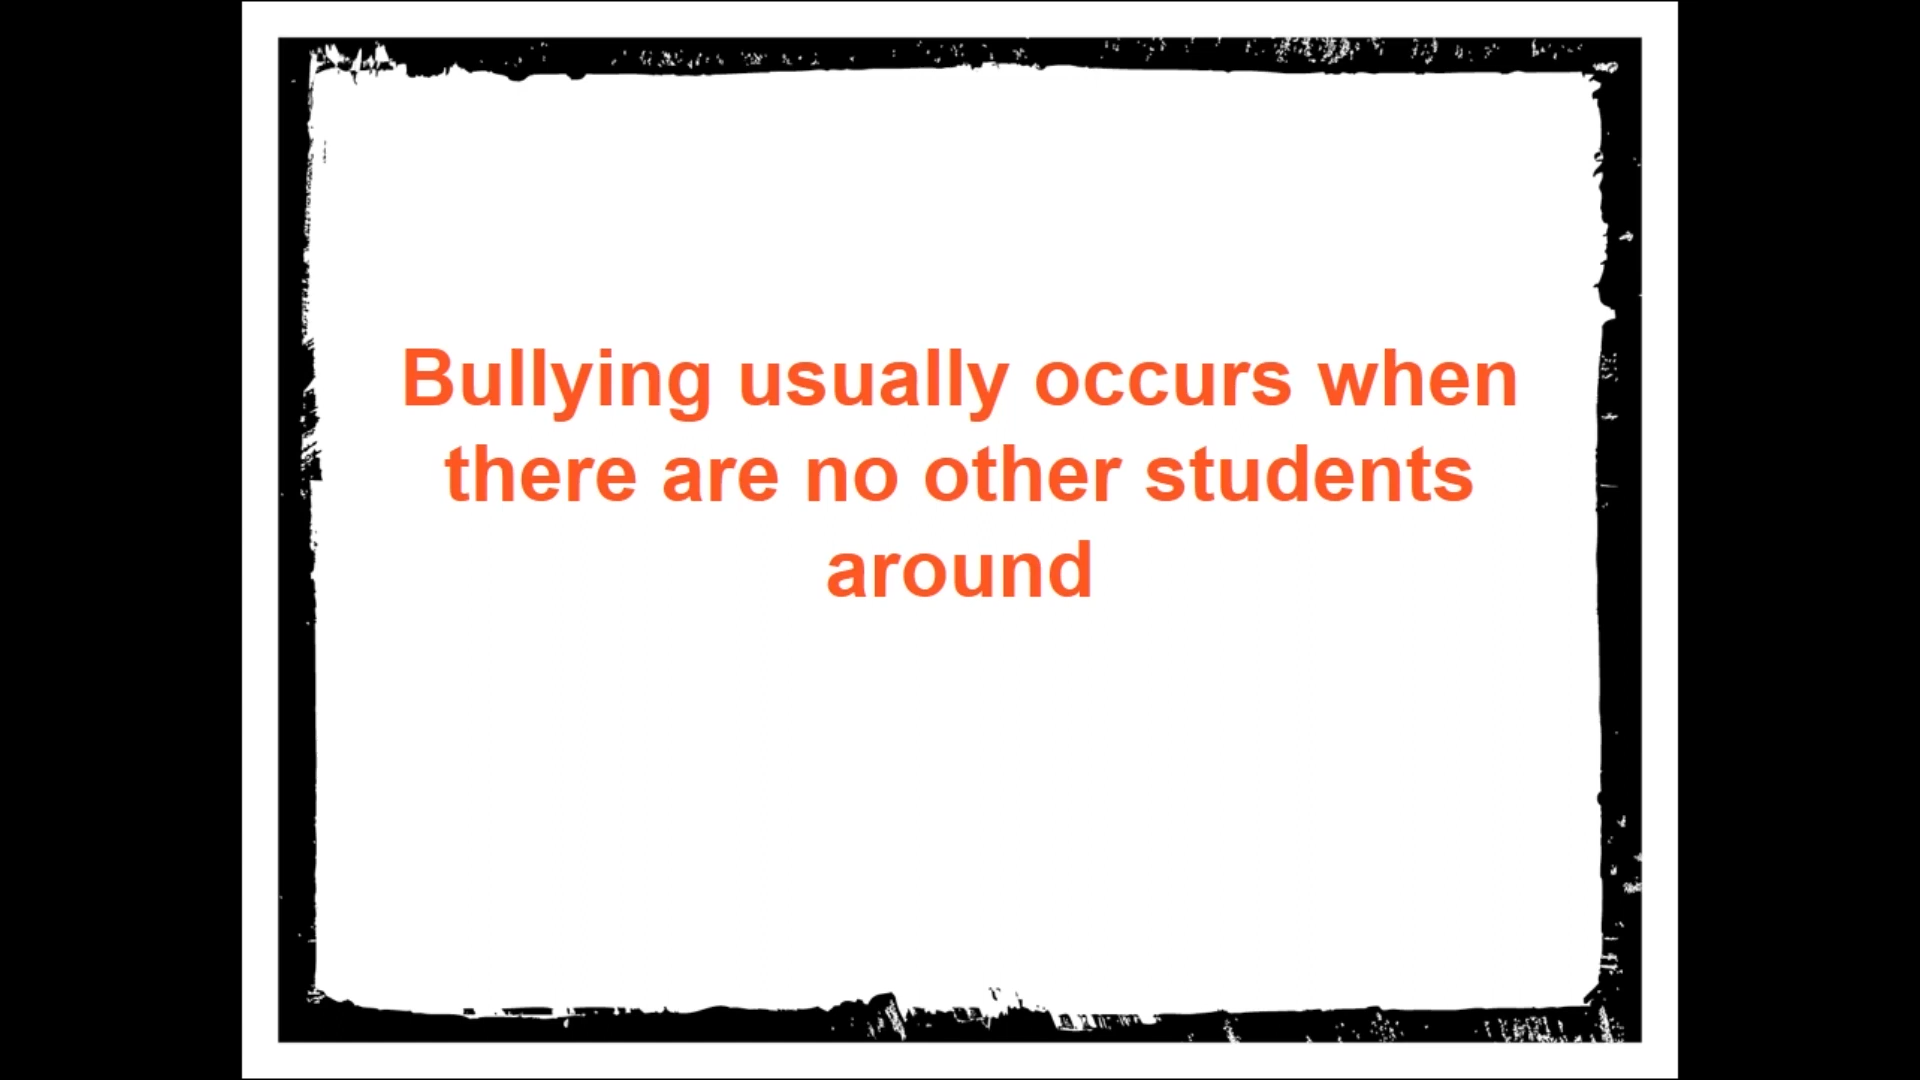 Bullying usually occurs when
there are no other students
around